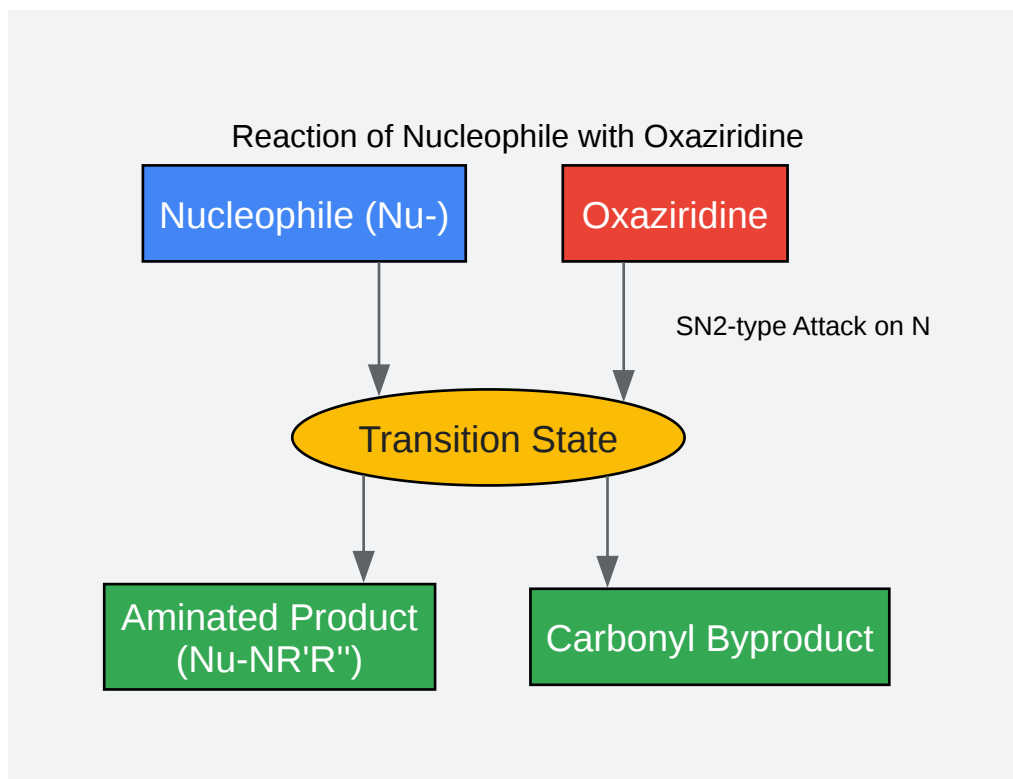 Reaction of Nucleophile with Oxaziridine
Nucleophile (Nu-)
Oxaziridine
SN2-type Attack on N
Transition State
Aminated Product
(Nu-NR'R")
Carbonyl Byproduct